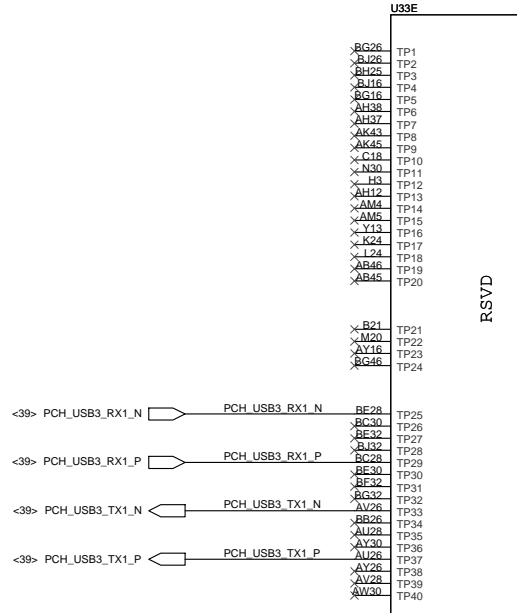 U33E
BG26 TP1
BJ26 TP2
BH25 TP3
BJ16 TP4
BG16 TP5
AH38 TP6
AH37 TP7
AK43 TP8
AK45 TP9
C18 TP10
N30 TP11
H3 TP12
AH12 TP13
AM4 TP14
AM5 TP15
Y13 TP16
K24 TP17
L24 TP18
AB46 TP19
AB45 TP20
RSVD
B21 TP21
M20 TP22
AY16 TP23
BG46 TP24
<39> PCH_USB3_RX1_N PCH_USB3_RX1_N BE28 TP25
BC30 TP26
BE32 TP27
BJ32 TP28
<39> PCH_USB3_RX1_P PCH_USB3_RX1_P BC28 TP29
BE30 TP30
BF32 TP31
BG32 TP32
<39> PCH_USB3_TX1_N PCH_USB3_TX1_N AV26 TP33
BB26 TP34
AU28 TP35
AY30 TP36
<39> PCH_USB3_TX1_P PCH_USB3_TX1_P AU26 TP37
AY26 TP38
AV28 TP39
AW30 TP40